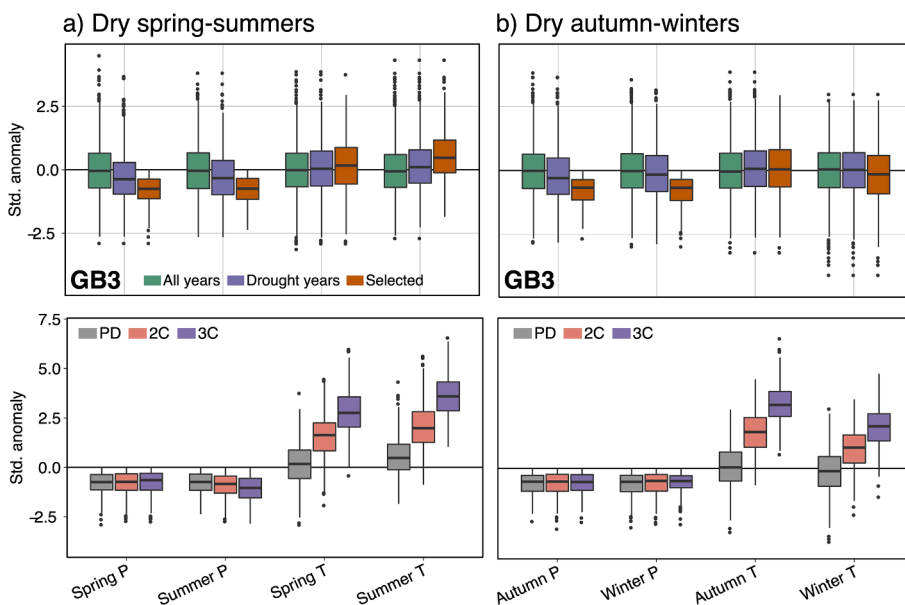 a) Dry spring-summers
b) Dry autumn-winters
Std. anomaly
2.5
0.0
−2.5
GB3
All years
Drought years
Selected
GB3
Std. anomaly
7.5
5.0
2.5
0.0
−2.5
PD
2C
3C
PD
2C
3C
Spring P
Summer P
Spring T
Summer T
Autumn P
Winter P
Autumn T
Winter T